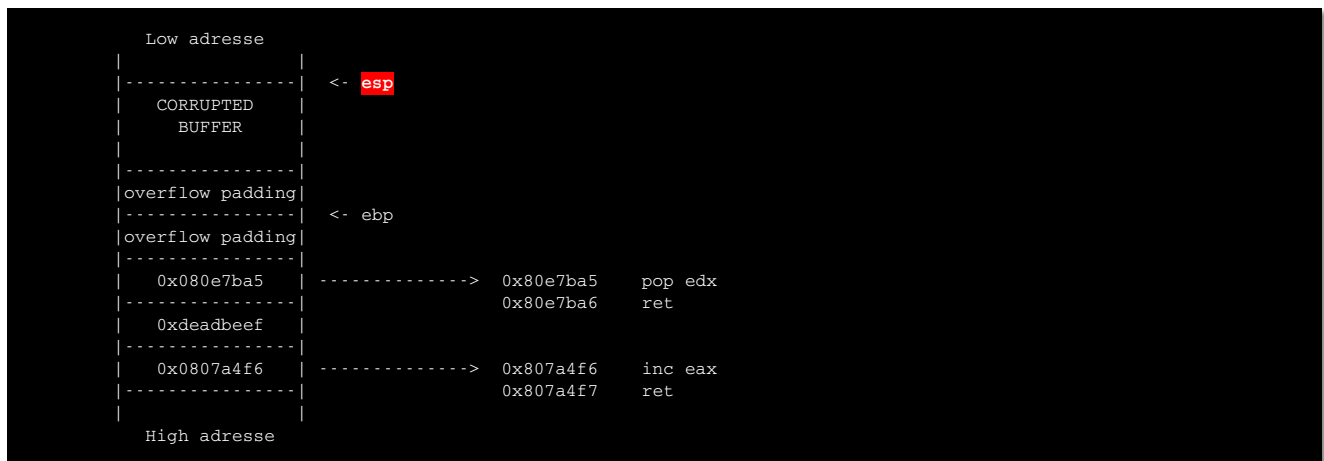 Low adresse
|                |
|----------------|  <- esp
|   CORRUPTED    |
|     BUFFER     |
|                |
|----------------|
|overflow padding|
|----------------|  <- ebp
|overflow padding|
|----------------|
|   0x080e7ba5   | -------------->  0x80e7ba5    pop edx
|----------------|                  0x80e7ba6    ret
|   0xdeadbeef   |
|----------------|
|   0x0807a4f6   | -------------->  0x807a4f6    inc eax
|----------------|                  0x807a4f7    ret
|                |
High adresse